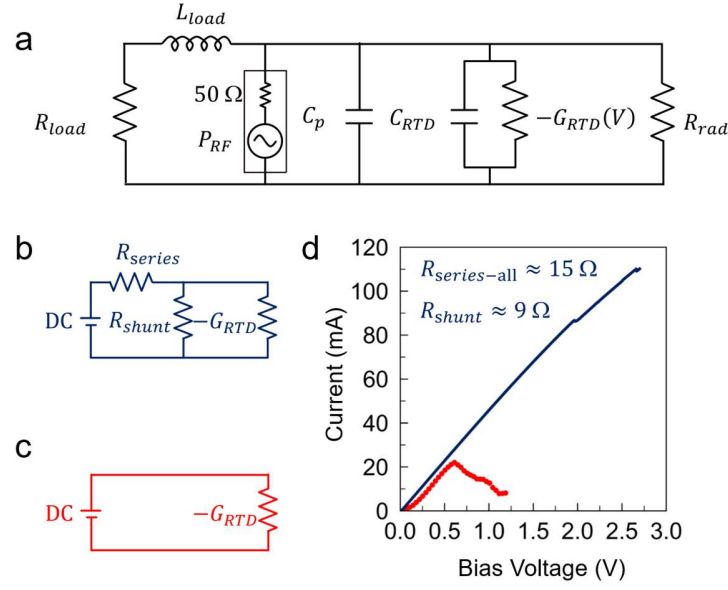 a
L_load
R_load
50 Ω
P_RF
C_p
C_RTD
−G_RTD(V)
R_rad
b
R_series
DC
R_shunt
−G_RTD
c
DC
−G_RTD
d
R_series−all ≈ 15 Ω
R_shunt ≈ 9 Ω
Current (mA)
120
100
80
60
40
20
0
0.0 0.5 1.0 1.5 2.0 2.5 3.0
Bias Voltage (V)